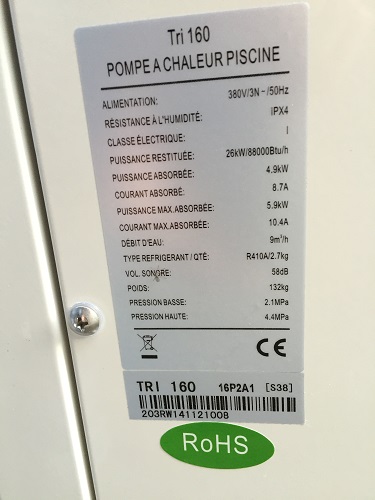 Tri 160
POMPE A CHALEUR PISCINE
ALIMENTATION: 380V/3N~/50Hz
RÉSISTANCE À L'HUMIDITÉ: IPX4
CLASSE ÉLECTRIQUE: I
PUISSANCE RESTITUÉE: 26kW/88000Btu/h
PUISSANCE ABSORBÉE: 4.9kW
COURANT ABSORBÉ: 8.7A
PUISSANCE MAX.ABSORBÉE: 5.9kW
COURANT MAX.ABSORBÉE: 10.4A
DÉBIT D'EAU: 9m³/h
TYPE REFRIGERANT / QTÉ: R410A/2.7kg
VOL. SONORE: 58dB
POIDS: 132kg
PRESSION BASSE: 2.1MPa
PRESSION HAUTE: 4.4MPa
CE
TRI 160 16P2A1 [S38]
203RW141121008
RoHS